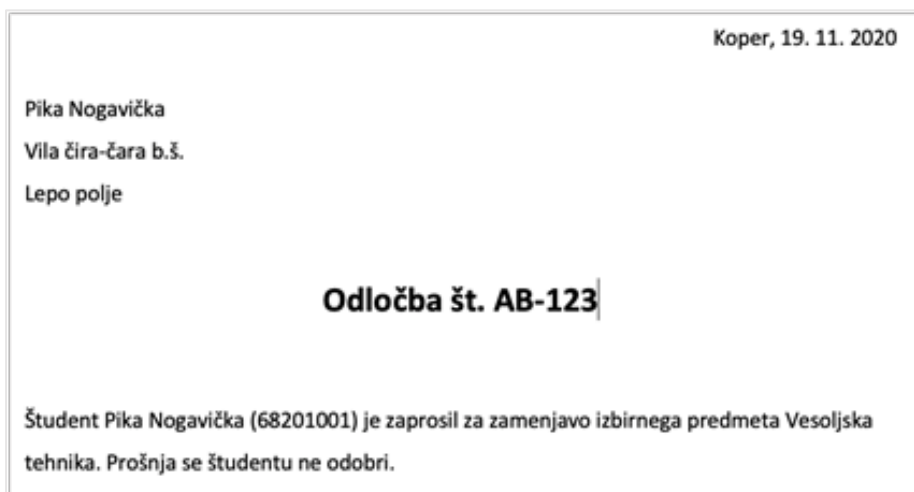 Koper, 19. 11. 2020
Pika Nogavička
Vila čira-čara b.š.
Lepo polje
Odločba št. AB-123
Študent Pika Nogavička (68201001) je zaprosil za zamenjavo izbirnega predmeta Vesoljska
tehnika. Prošnja se študentu ne odobri.